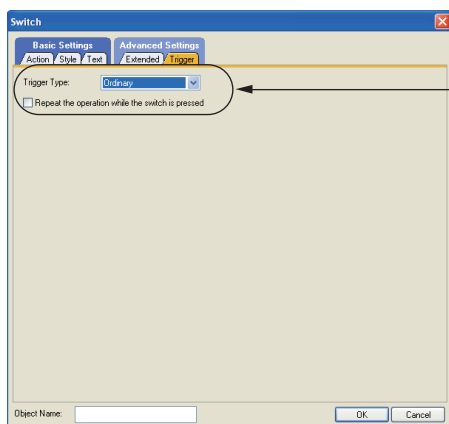 Switch
Basic Settings Advanced Settings
Action Style Text Extended Trigger
Trigger Type: Ordinary
Repeat the operation while the switch is pressed
Object Name: OK Cancel